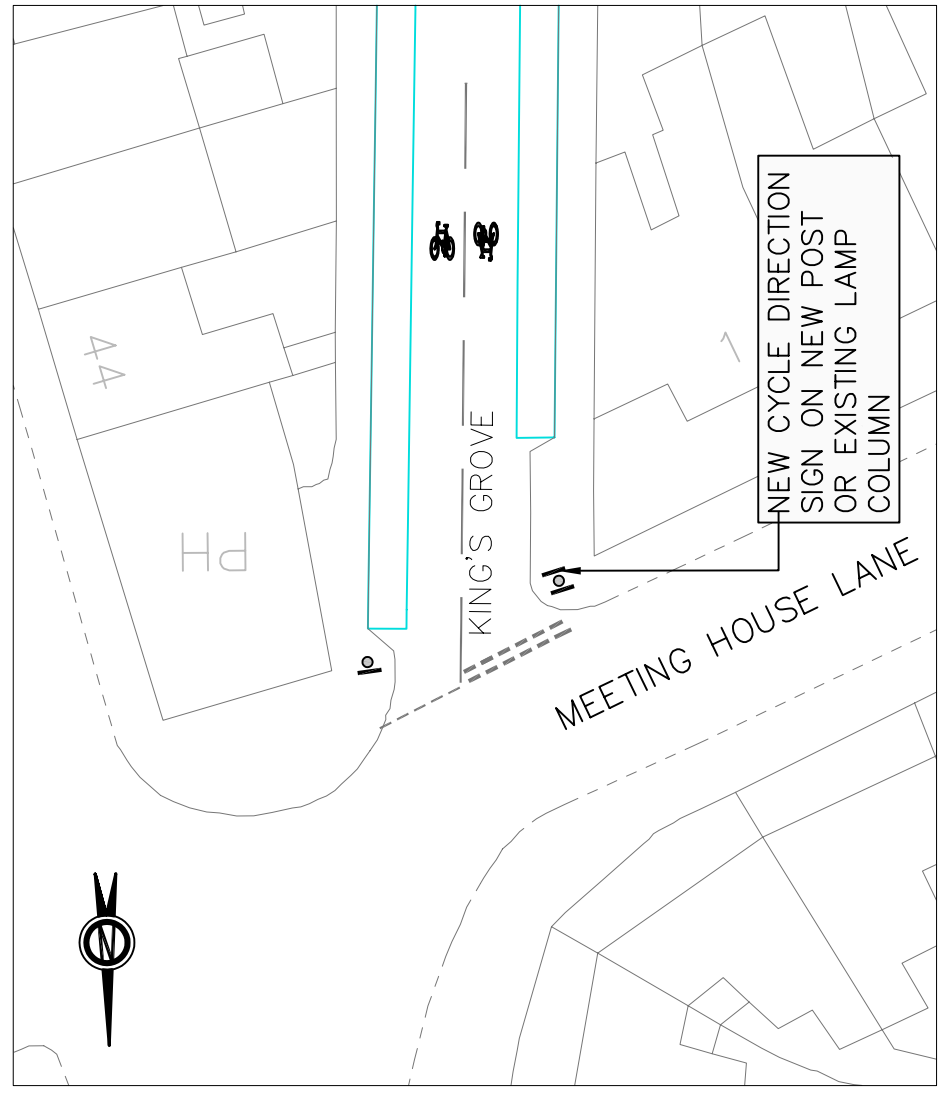 NEW CYCLE DIRECTION
SIGN ON NEW POST
OR EXISTING LAMP
COLUMN
KING'S GROVE
MEETING HOUSE LANE
44
PH
1
N